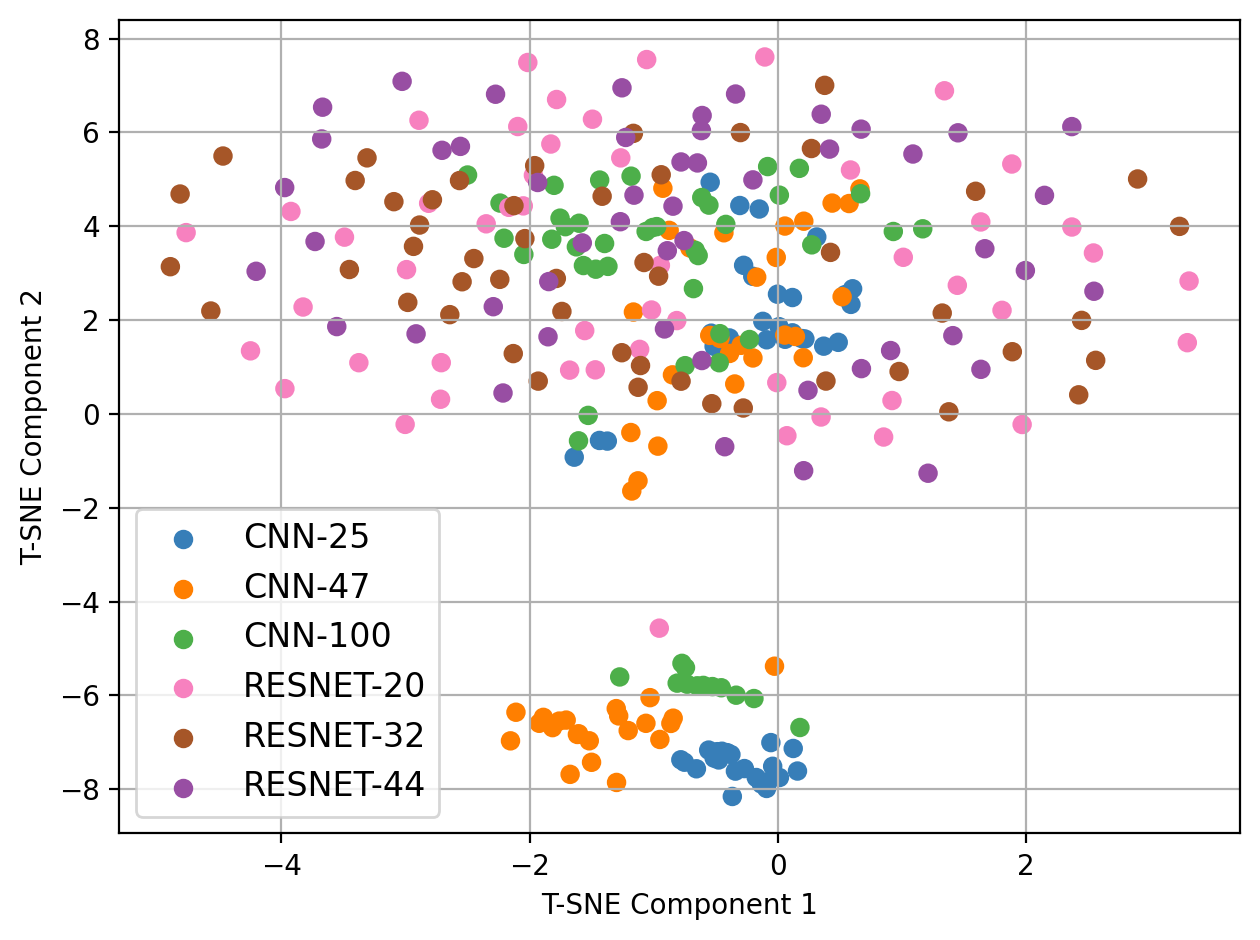 8
6
4
2
0
−2
−4
−6
−8
T-SNE Component 2
CNN-25
CNN-47
CNN-100
RESNET-20
RESNET-32
RESNET-44
−4
−2
0
2
T-SNE Component 1